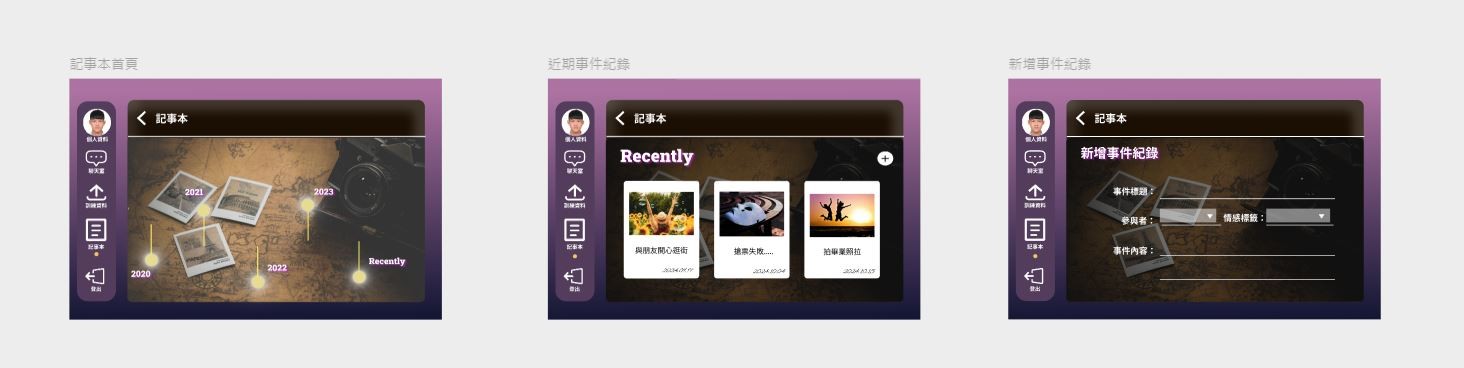 記事本首頁
近期事件紀錄
新增事件紀錄
記事本
個人資料
聊天室
訓練資料
記事本
登出
2021
2023
2020
2022
Recently
記事本
Recently
個人資料
聊天室
訓練資料
記事本
登出
與朋友開心逛街
搶票失敗.....
2024.10.04
拍畢業照拉
2024.10.15
記事本
新增事件紀錄
個人資料
聊天室
訓練資料
記事本
登出
事件標題：
參與者：
情感標籤：
事件內容：